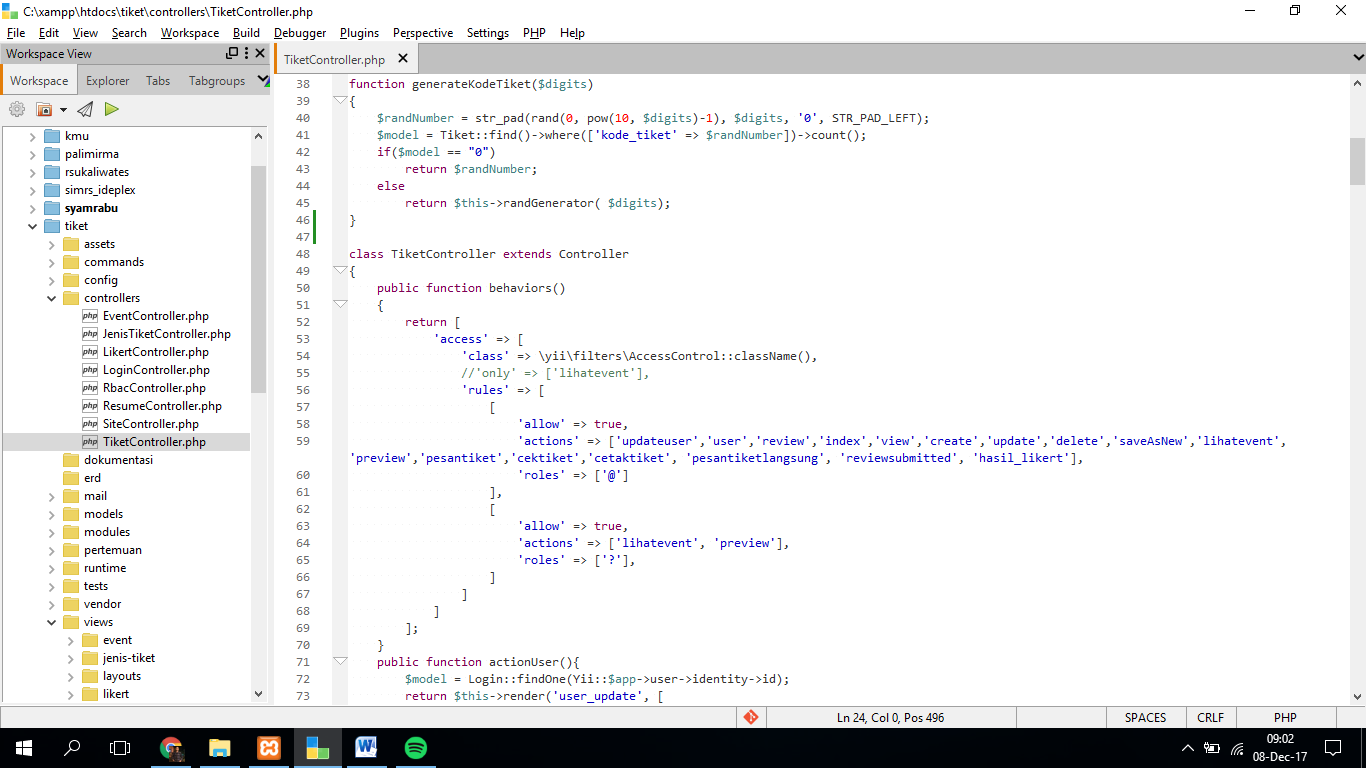 C:\xampp\htdocs\tiket\controllers\TiketController.php
File Edit View Search Workspace Build Debugger Plugins Perspective Settings PHP Help
Workspace View
Workspace Explorer Tabs Tabgroups
kmu
palimirma
rsukaliwates
simrs_ideplex
syamrabu
tiket
assets
commands
config
controllers
php EventController.php
php JenisTiketController.php
php LikertController.php
php LoginController.php
php RbacController.php
php ResumeController.php
php SiteController.php
php TiketController.php
dokumentasi
erd
mail
models
modules
pertemuan
runtime
tests
vendor
views
event
jenis-tiket
layouts
likert
TiketController.php
38 function generateKodeTiket($digits)
39 {
40     $randNumber = str_pad(rand(0, pow(10, $digits)-1), $digits, '0', STR_PAD_LEFT);
41     $model = Tiket::find()->where(['kode_tiket' => $randNumber])->count();
42     if($model == "0")
43         return $randNumber;
44     else
45         return $this->randGenerator( $digits);
46 }
47
48 class TiketController extends Controller
49 {
50     public function behaviors()
51     {
52         return [
53             'access' => [
54                 'class' => \yii\filters\AccessControl::className(),
55                 //'only' => ['lihatevent'],
56                 'rules' => [
57                     [
58                         'allow' => true,
59                         'actions' => ['updateuser','user','review','index','view','create','update','delete','saveAsNew','lihatevent',
'preview','pesantiket','cektiket','cetaktiket', 'pesantiketlangsung', 'reviewsubmitted', 'hasil_likert'],
60                         'roles' => ['@']
61                     ],
62                     [
63                         'allow' => true,
64                         'actions' => ['lihatevent', 'preview'],
65                         'roles' => ['?'],
66                     ]
67                 ]
68             ]
69         ];
70     }
71     public function actionUser(){
72         $model = Login::findOne(Yii::$app->user->identity->id);
73         return $this->render('user_update', [
Ln 24, Col 0, Pos 496 SPACES CRLF PHP
09:02
08-Dec-17